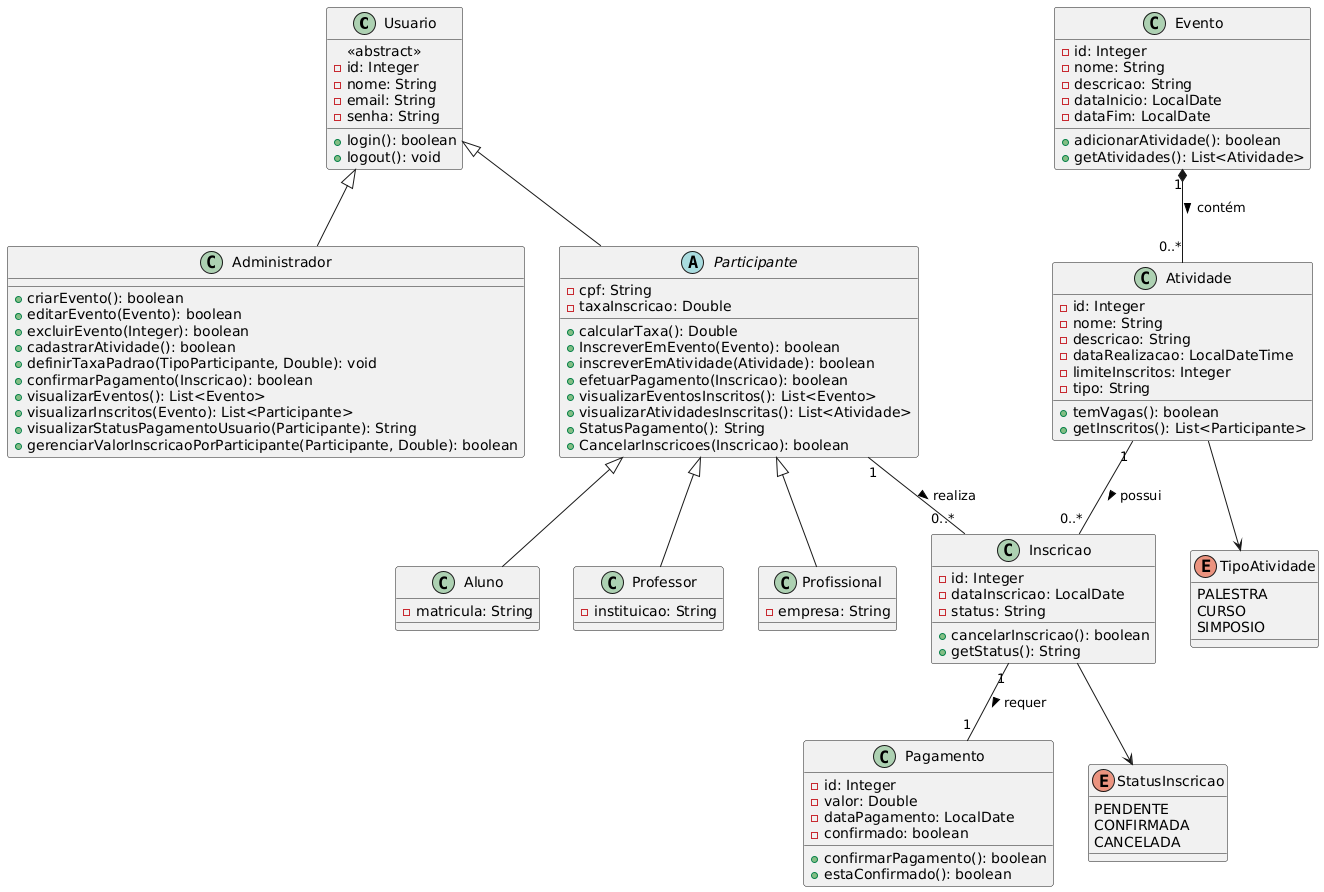 C Usuario
«abstract»
id: Integer
nome: String
email: String
senha: String
login(): boolean
logout(): void
C Evento
id: Integer
nome: String
descricao: String
dataInicio: LocalDate
dataFim: LocalDate
adicionarAtividade(): boolean
getAtividades(): List<Atividade>
1
contém
0..*
C Administrador
criarEvento(): boolean
editarEvento(Evento): boolean
excluirEvento(Integer): boolean
cadastrarAtividade(): boolean
definirTaxaPadrao(TipoParticipante, Double): void
confirmarPagamento(Inscricao): boolean
visualizarEventos(): List<Evento>
visualizarInscritos(Evento): List<Participante>
visualizarStatusPagamentoUsuario(Participante): String
gerenciarValorInscricaoPorParticipante(Participante, Double): boolean
A Participante
cpf: String
taxaInscricao: Double
calcularTaxa(): Double
InscreverEmEvento(Evento): boolean
inscreverEmAtividade(Atividade): boolean
efetuarPagamento(Inscricao): boolean
visualizarEventosInscritos(): List<Evento>
visualizarAtividadesInscritas(): List<Atividade>
StatusPagamento(): String
CancelarInscricoes(Inscricao): boolean
C Atividade
id: Integer
nome: String
descricao: String
dataRealizacao: LocalDateTime
limiteInscritos: Integer
tipo: String
temVagas(): boolean
getInscritos(): List<Participante>
1
realiza
0..*
1
possui
0..*
C Aluno
matricula: String
C Professor
instituicao: String
C Profissional
empresa: String
C Inscricao
id: Integer
dataInscricao: LocalDate
status: String
cancelarInscricao(): boolean
getStatus(): String
E TipoAtividade
PALESTRA
CURSO
SIMPOSIO
1
requer
1
C Pagamento
id: Integer
valor: Double
dataPagamento: LocalDate
confirmado: boolean
confirmarPagamento(): boolean
estaConfirmado(): boolean
E StatusInscricao
PENDENTE
CONFIRMADA
CANCELADA